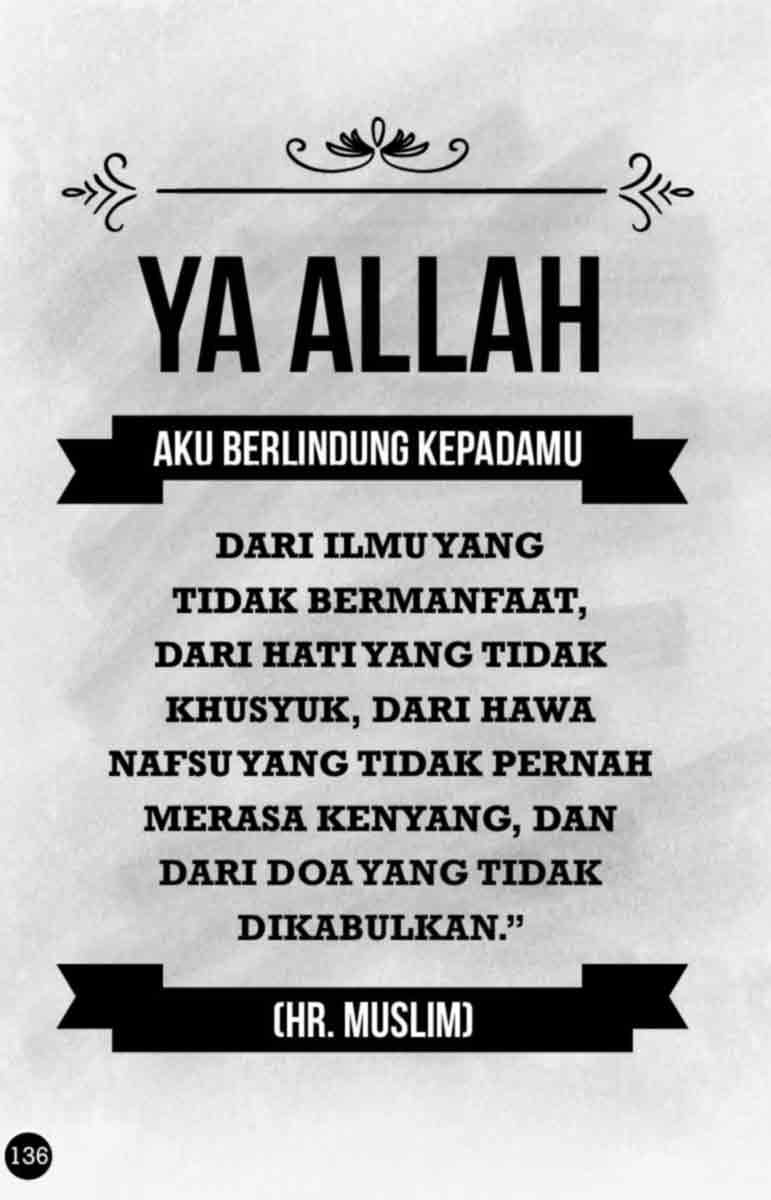 YA ALLAH
AKU BERLINDUNG KEPADAMU
DARI ILMU YANG
TIDAK BERMANFAAT,
DARI HATI YANG TIDAK
KHUSYUK, DARI HAWA
NAFSU YANG TIDAK PERNAH
MERASA KENYANG, DAN
DARI DOA YANG TIDAK
DIKABULKAN.”
(HR. MUSLIM)
136